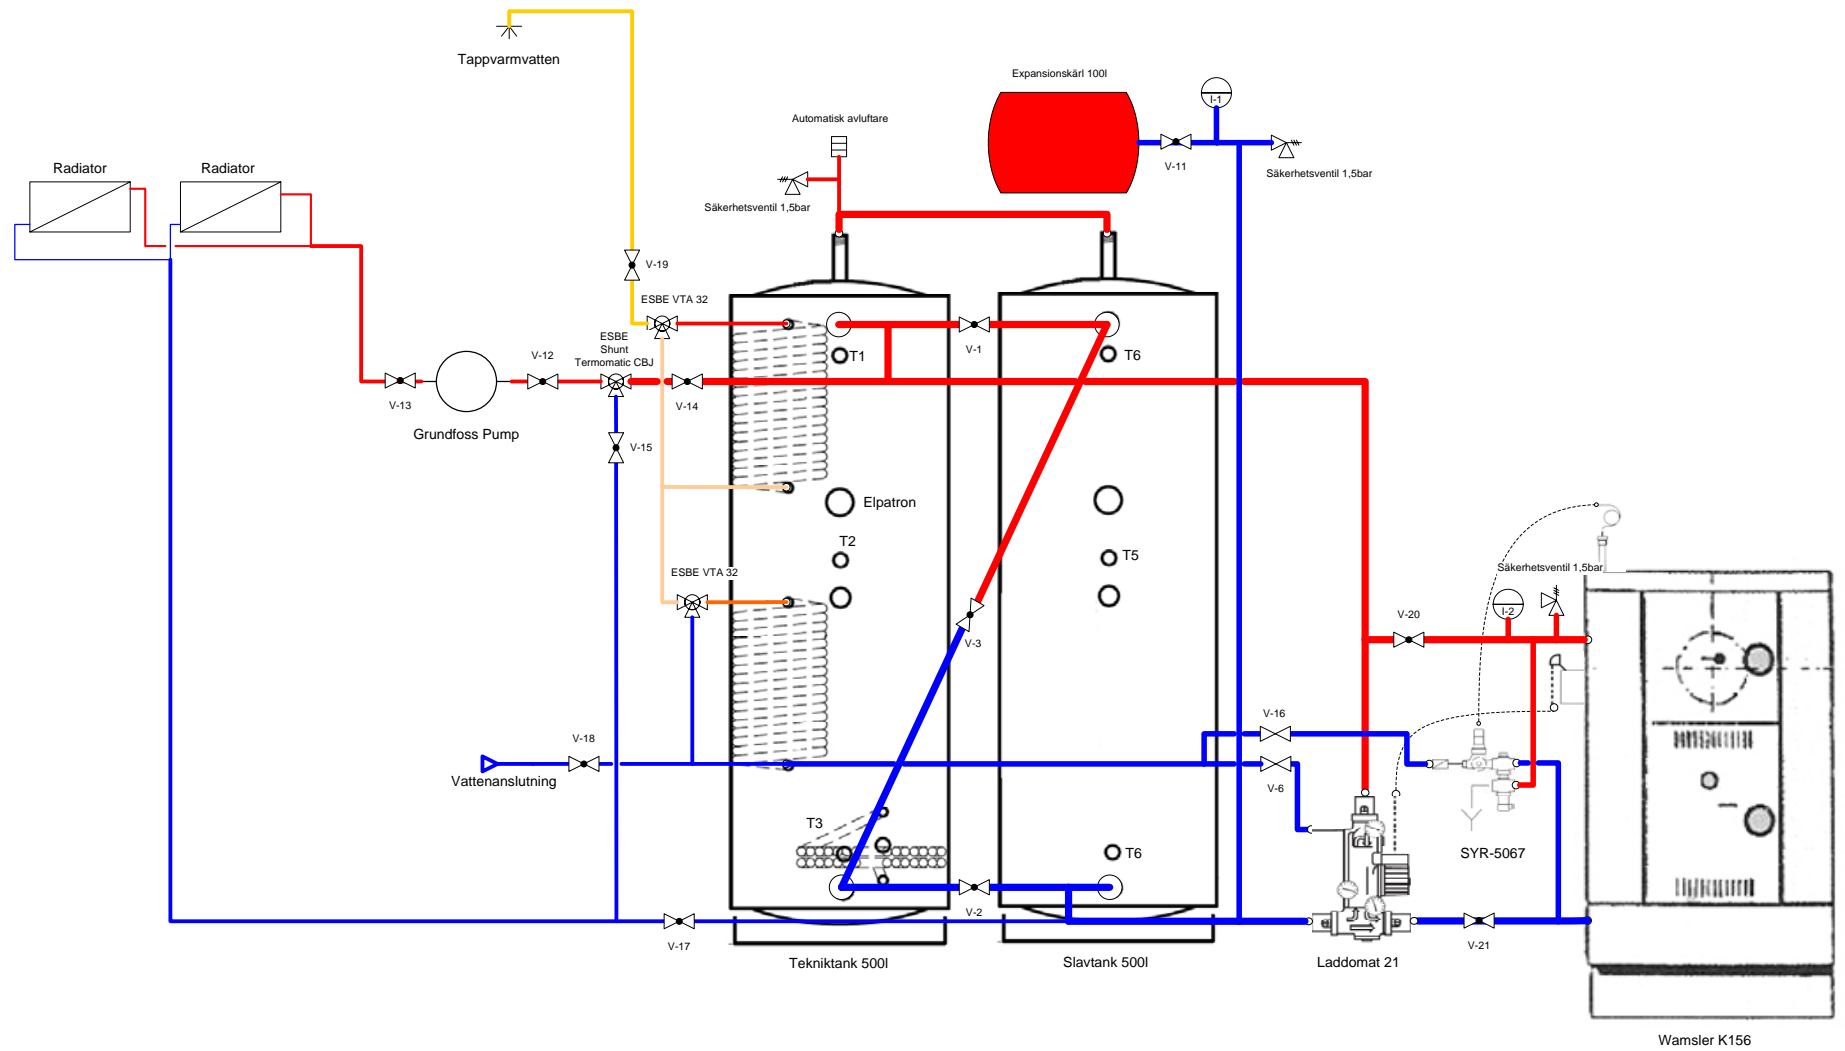 Tappvarmvatten
Expansionskärl 100l
I-1
Automatisk avluftare
V-11
Säkerhetsventil 1,5bar
Radiator
Radiator
Säkerhetsventil 1,5bar
V-19
ESBE VTA 32
ESBE
Shunt
Termomatic CBJ
V-12
V-1
T1
T6
V-13
V-14
Grundfoss Pump
V-15
Elpatron
T2
T5
ESBE VTA 32
Säkerhetsventil 1,5bar
I-2
V-20
V-3
V-16
V-18
Vattenanslutning
V-6
T3
T6
SYR-5067
V-2
V-17
V-21
Tekniktank 500l
Slavtank 500l
Laddomat 21
Wamsler K156